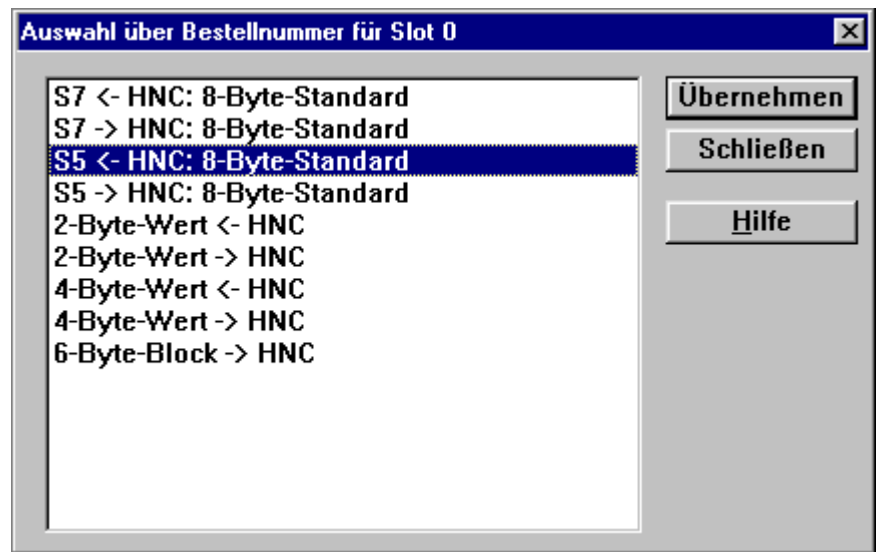 Auswahl über Bestellnummer für Slot 0
S7 <- HNC: 8-Byte-Standard
S7 -> HNC: 8-Byte-Standard
S5 <- HNC: 8-Byte-Standard
S5 -> HNC: 8-Byte-Standard
2-Byte-Wert <- HNC
2-Byte-Wert -> HNC
4-Byte-Wert <- HNC
4-Byte-Wert -> HNC
6-Byte-Block -> HNC
Übernehmen
Schließen
Hilfe